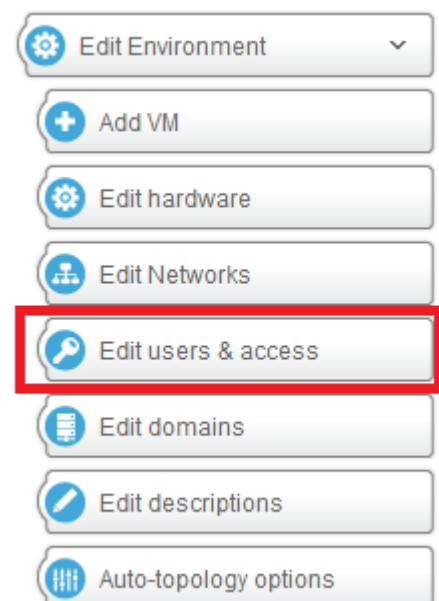 Edit Environment
Add VM
Edit hardware
Edit Networks
Edit users & access
Edit domains
Edit descriptions
Auto-topology options